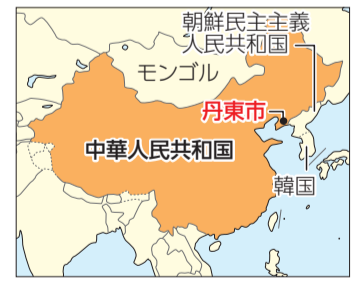 朝鮮民主主義
人民共和国
モンゴル
丹東市
中華人民共和国
韓国